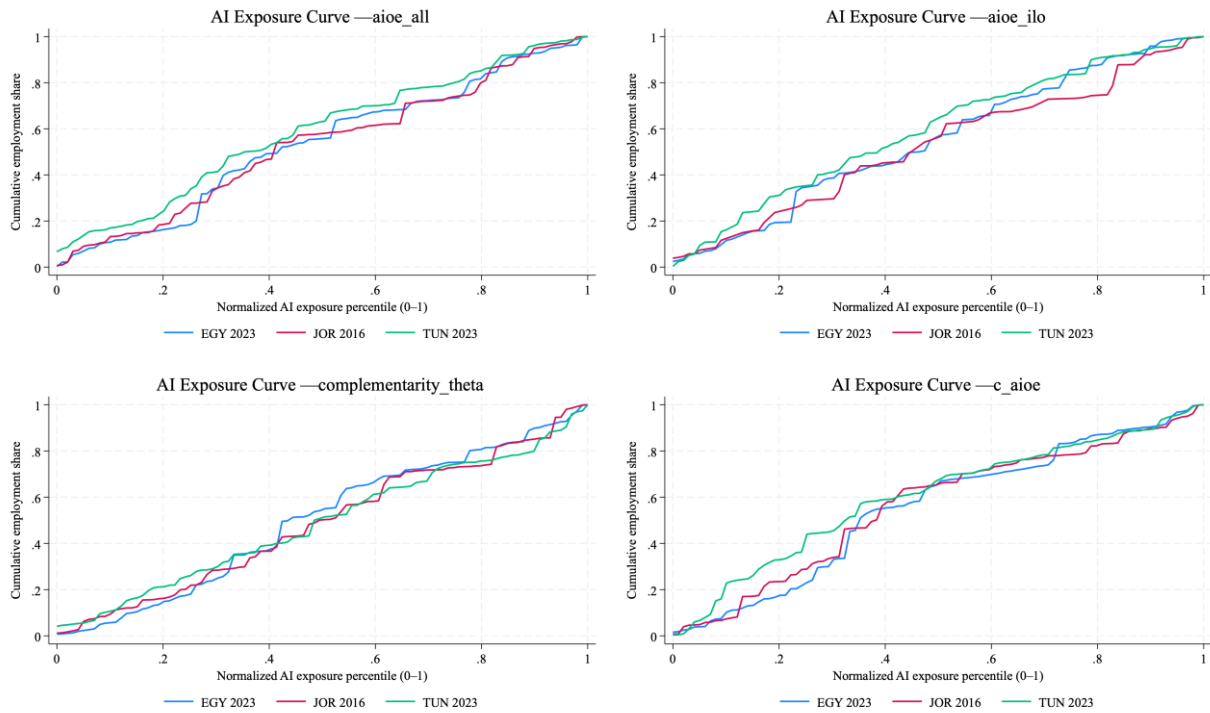 AI Exposure Curve —aioe_all
Cumulative employment share
1
.8
.6
.4
.2
0
0 .2 .4 .6 .8 1
Normalized AI exposure percentile (0–1)
EGY 2023 JOR 2016 TUN 2023
AI Exposure Curve —aioe_ilo
Cumulative employment share
1
.8
.6
.4
.2
0
0 .2 .4 .6 .8 1
Normalized AI exposure percentile (0–1)
EGY 2023 JOR 2016 TUN 2023
AI Exposure Curve —complementarity_theta
Cumulative employment share
1
.8
.6
.4
.2
0
0 .2 .4 .6 .8 1
Normalized AI exposure percentile (0–1)
EGY 2023 JOR 2016 TUN 2023
AI Exposure Curve —c_aioe
Cumulative employment share
1
.8
.6
.4
.2
0
0 .2 .4 .6 .8 1
Normalized AI exposure percentile (0–1)
EGY 2023 JOR 2016 TUN 2023